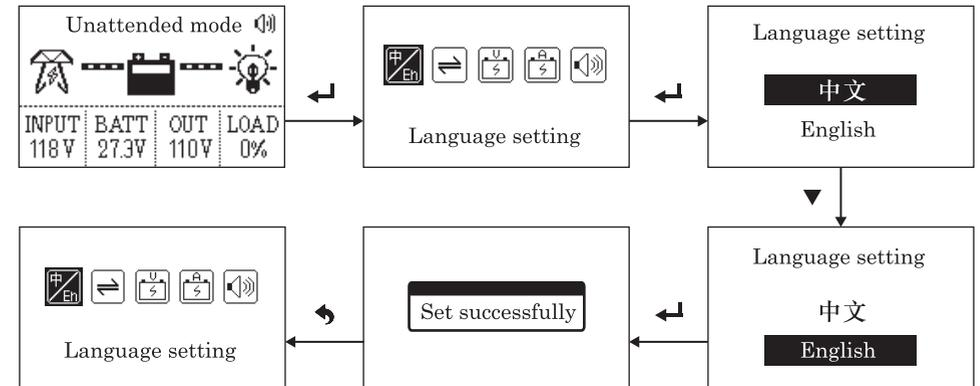 Unattended mode
INPUT BATT OUT LOAD
118V 27.3V 110V 0%
中/En
Language setting
Language setting
中文
English
中/En
Language setting
Set successfully
Language setting
中文
English